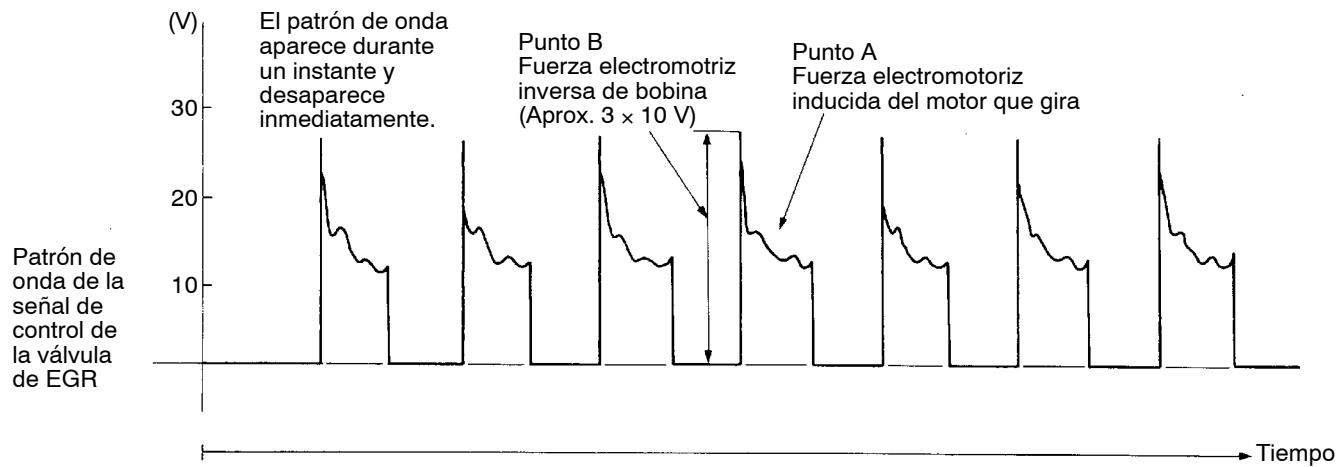 (V)
El patrón de onda
aparece durante
un instante y
desaparece
inmediatamente.
Punto B
Fuerza electromotriz
inversa de bobina
(Aprox. 3 × 10 V)
Punto A
Fuerza electromotoriz
inducida del motor que gira
30
20
10
Patrón de
onda de la
señal de
control de
la válvula
de EGR
Tiempo